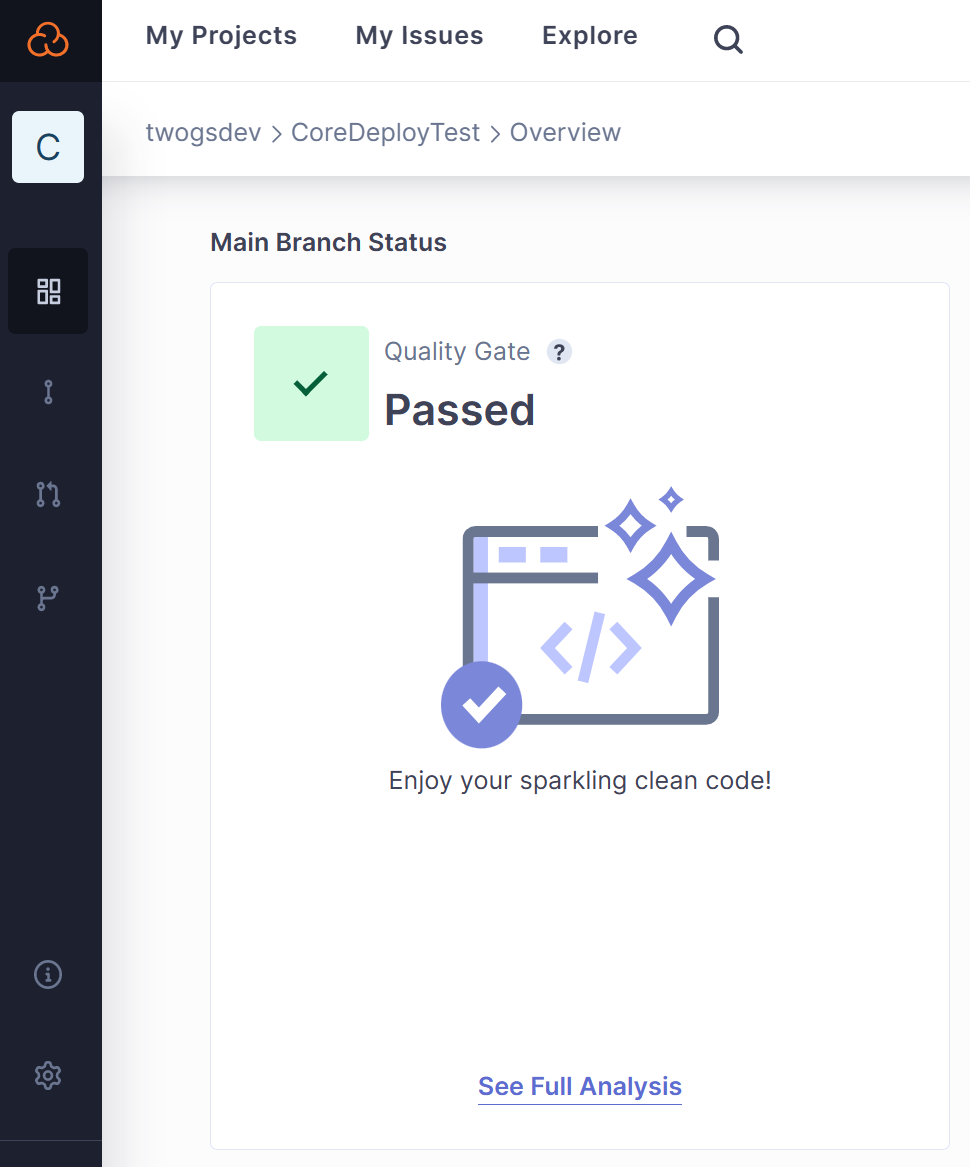 My Projects My Issues Explore
C
twogsdev > CoreDeployTest > Overview
Main Branch Status
Quality Gate ?
Passed
</>
Enjoy your sparkling clean code!
See Full Analysis